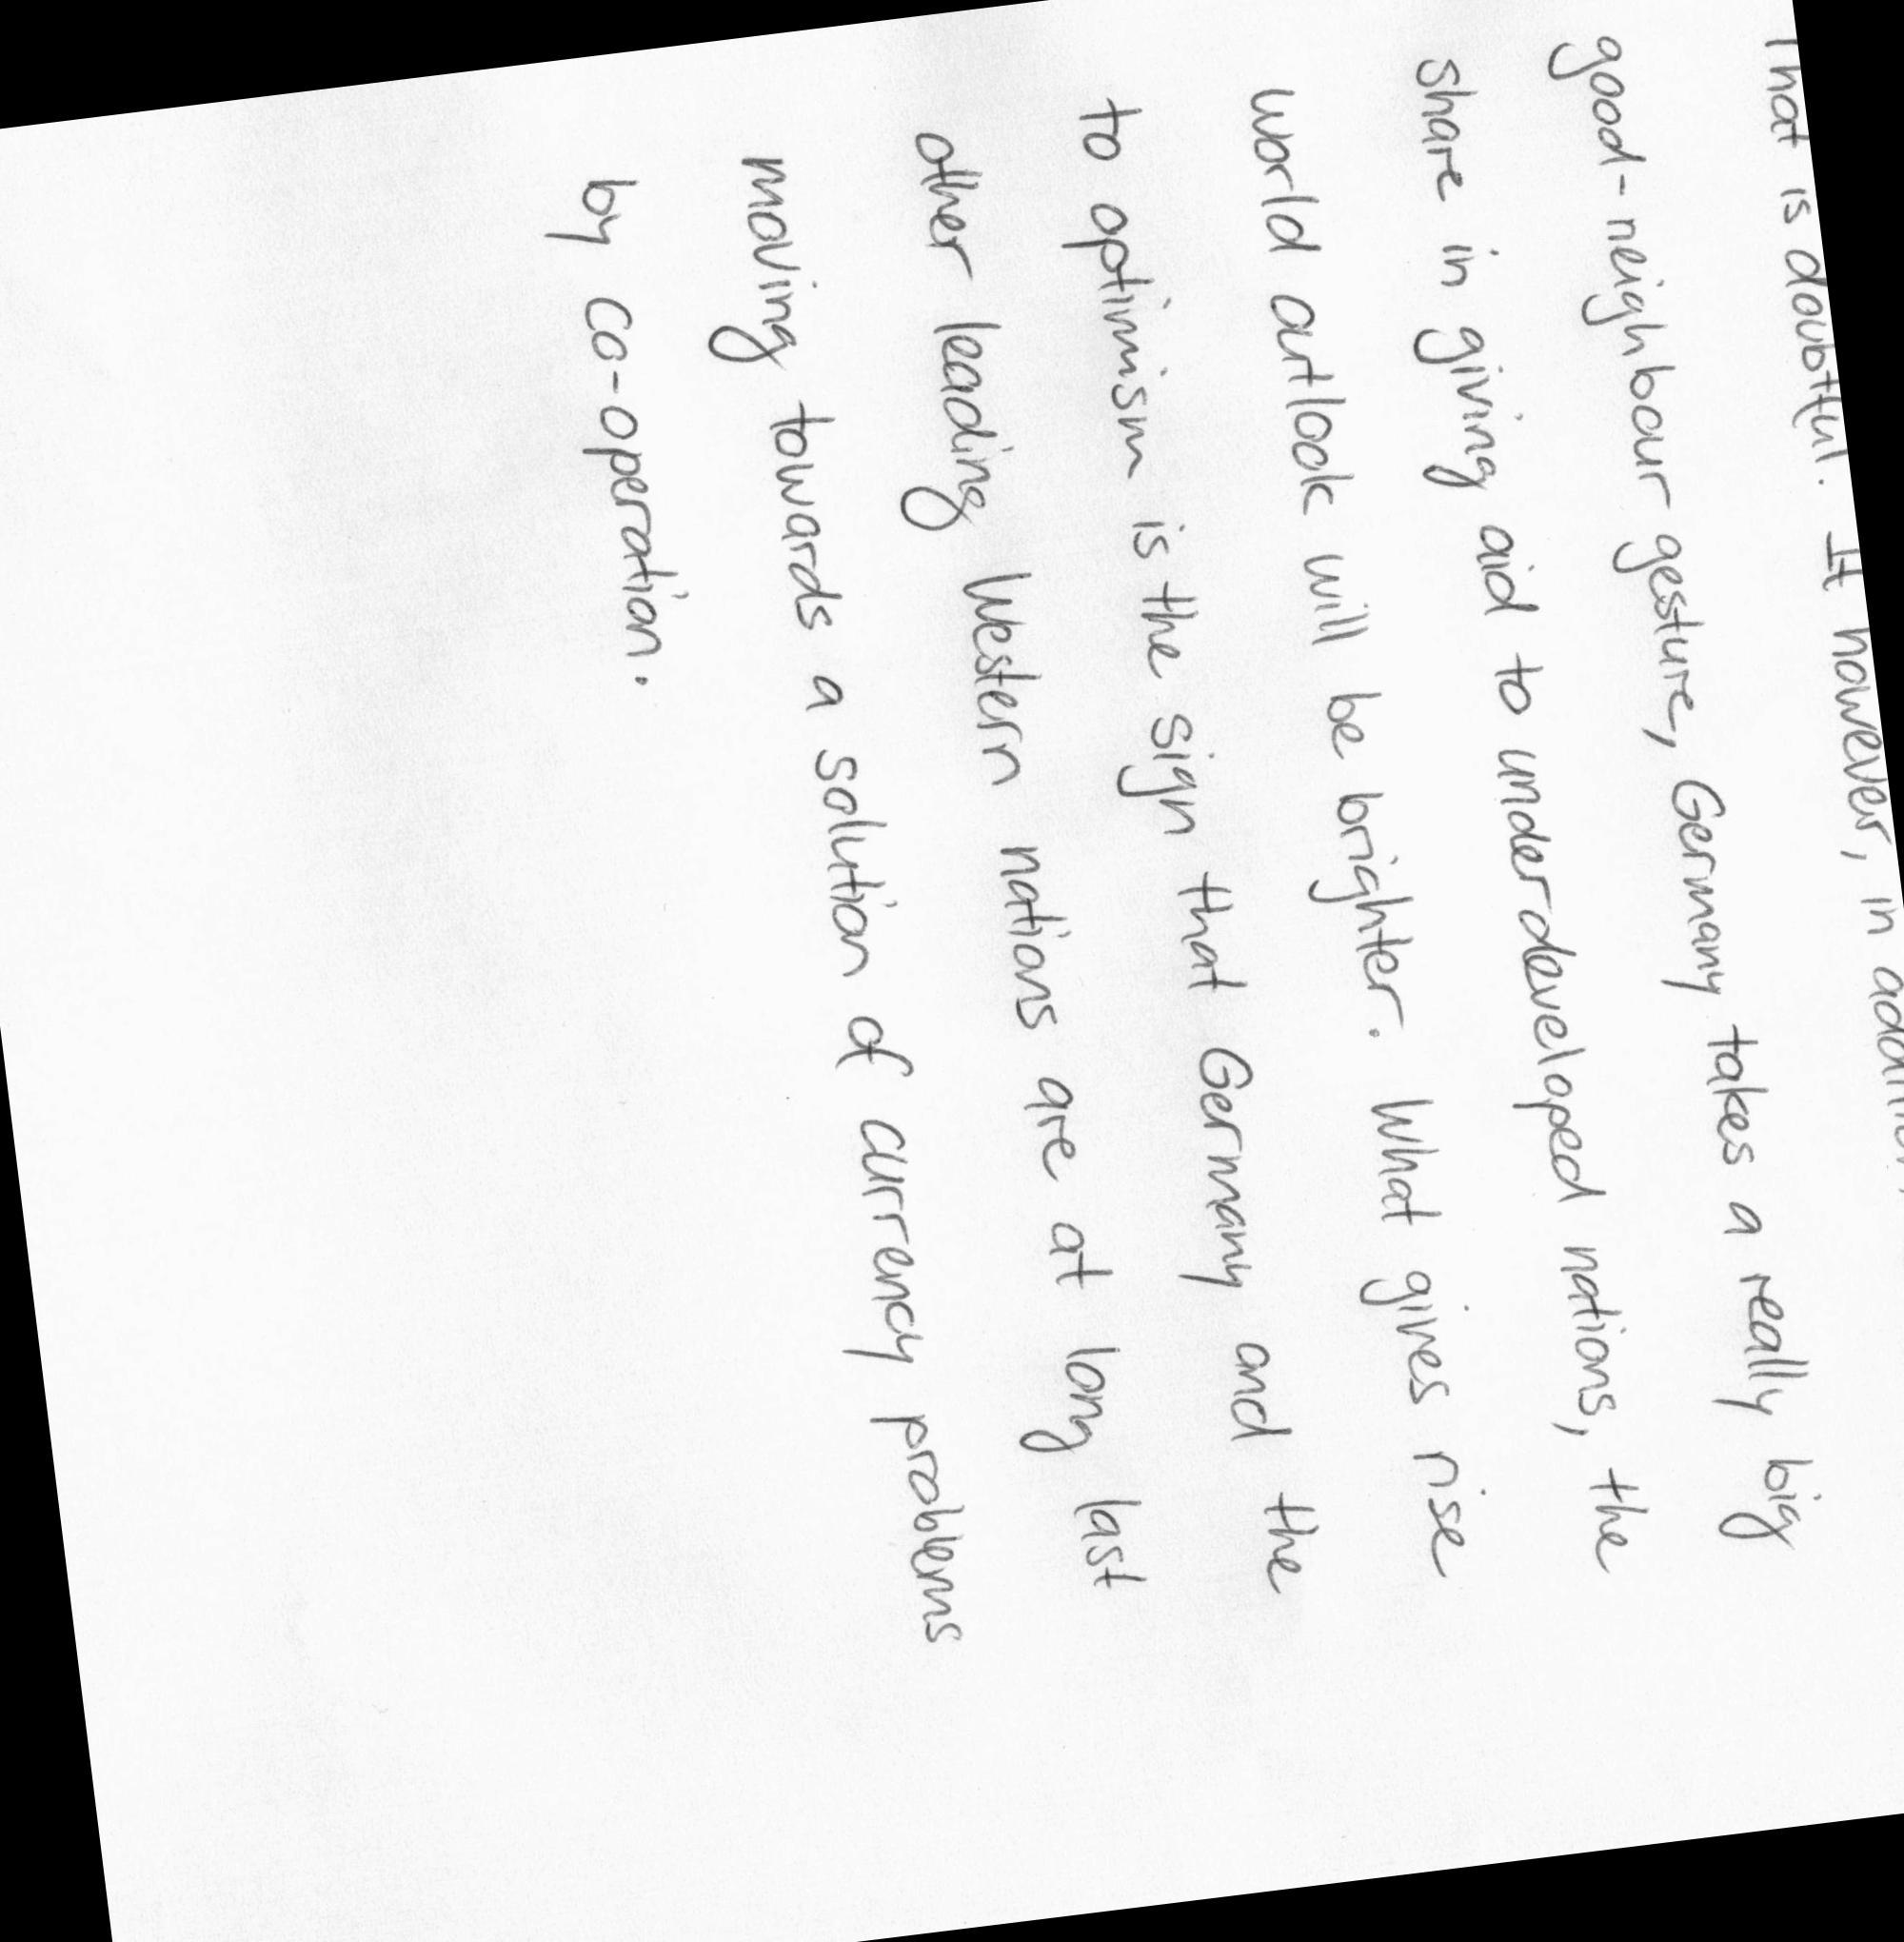 That is doubtful. It however, in
good-neighbour gesture, Germany takes a really big
share in giving aid to underdeveloped nations, the
world outlook will be brighter. What gives rise
to optimism is the sign that Germany and the
other leading Western nations are at long last
moving towards a solution of currency problems
by co-operation.